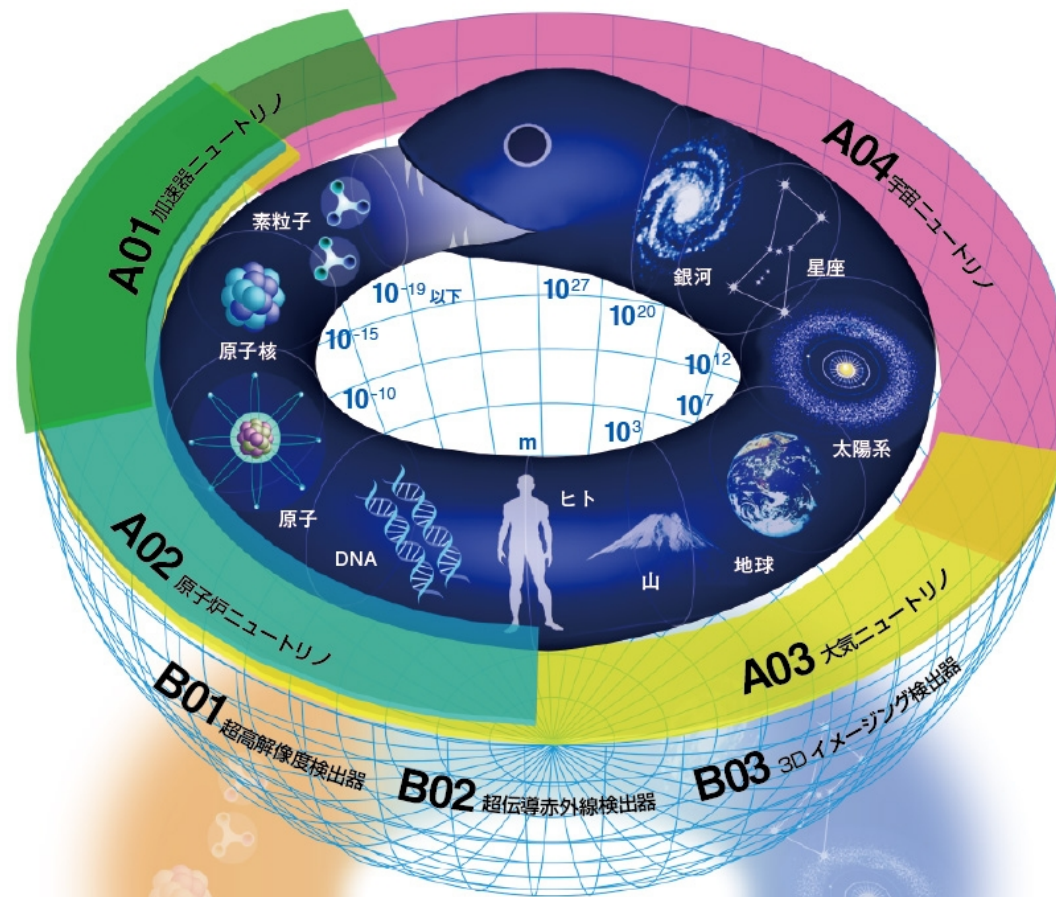 A01 加速器ニュートリノ
A04 宇宙ニュートリノ
素粒子
銀河
星座
10⁻¹⁹ 以下
10²⁷
10²⁰
原子核
10⁻¹⁵
10¹²
10⁻¹⁰
10⁷
太陽系
m
10³
原子
DNA
ヒト
山
地球
A02 原子炉ニュートリノ
A03 大気ニュートリノ
B01 超高解像度検出器
B02 超伝導赤外線検出器
B03 3D イメージング検出器